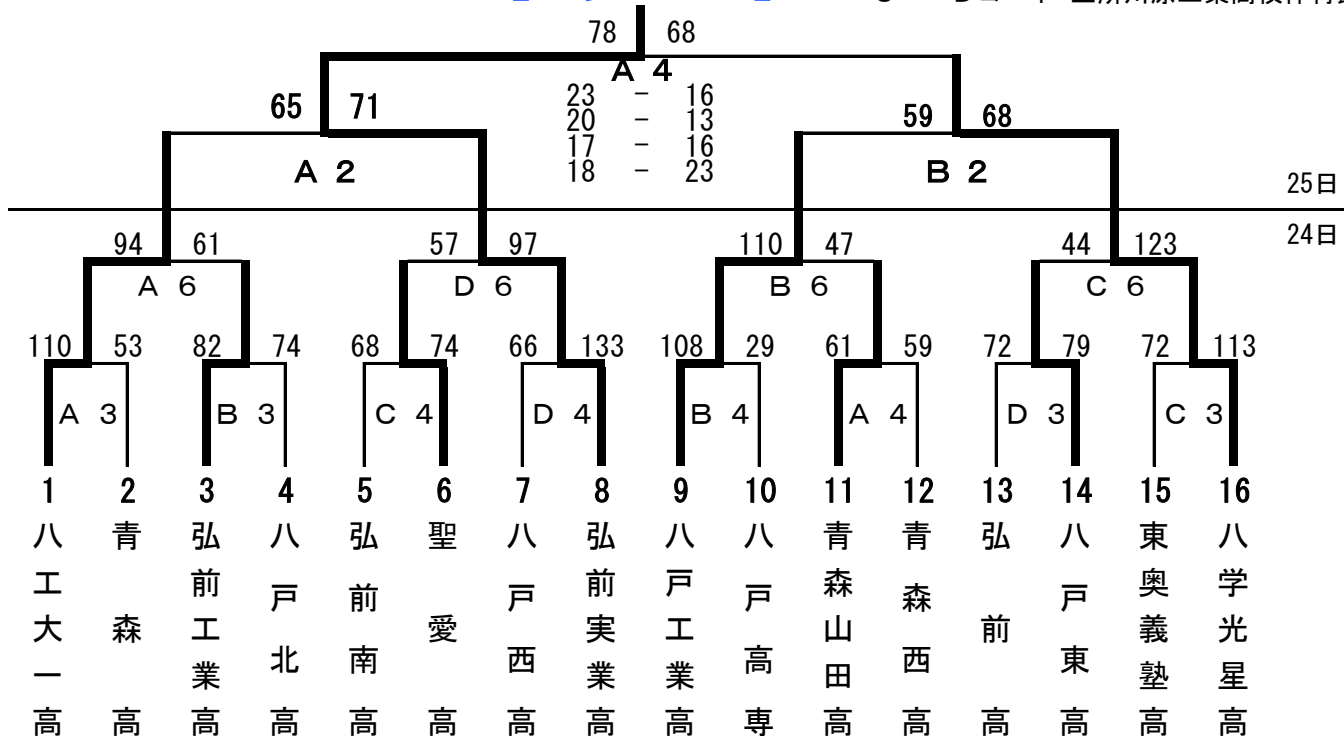 78 68
A 4
23 - 16
20 - 13
17 - 16
18 - 23
65 71
59 68
A 2
B 2
25日
24日
94 61
57 97
110 47
44 123
A 6
D 6
B 6
C 6
110 53 82 74 68 74 66 133 108 29 61 59 72 79 72 113
A 3
B 3
C 4
D 4
B 4
A 4
D 3
C 3
1 2 3 4 5 6 7 8 9 10 11 12 13 14 15 16
八工大一高
青森高
弘前工業高
八戸北高
弘前南高
聖愛高
八戸西高
弘前実業高
八戸工業高
八戸高専
青森山田高
青森西高
弘前高
八戸東高
東奥義塾高
八学光星高